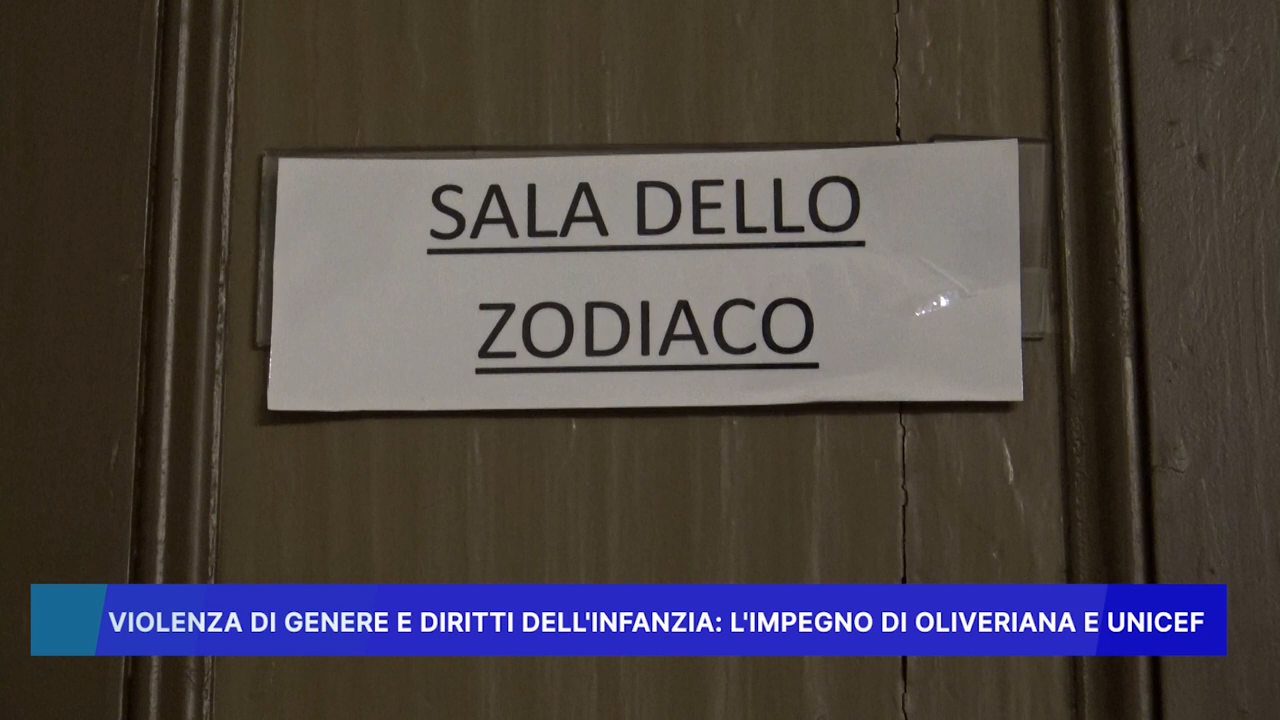 SALA DELLO
ZODIACO
VIOLENZA DI GENERE E DIRITTI DELL'INFANZIA: L'IMPEGNO DI OLIVERIANA E UNICEF